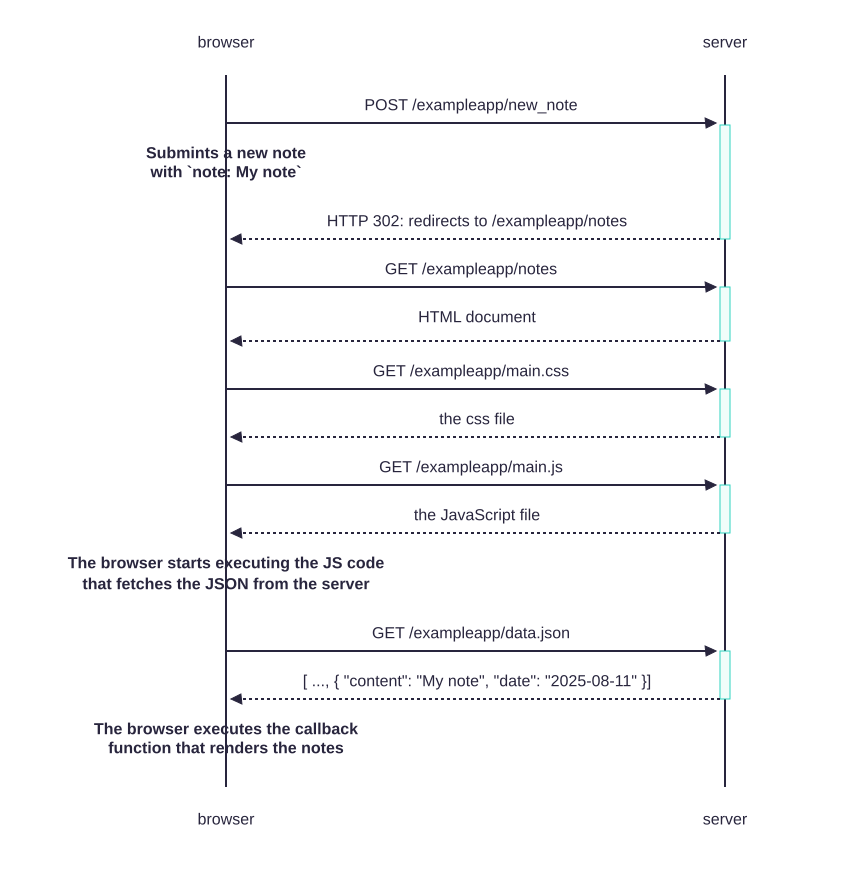 browser
server
POST /exampleapp/new_note
Submints a new note
with `note: My note`
HTTP 302: redirects to /exampleapp/notes
GET /exampleapp/notes
HTML document
GET /exampleapp/main.css
the css file
GET /exampleapp/main.js
the JavaScript file
The browser starts executing the JS code
that fetches the JSON from the server
GET /exampleapp/data.json
[ ..., { "content": "My note", "date": "2025-08-11" }]
The browser executes the callback
function that renders the notes
browser
server